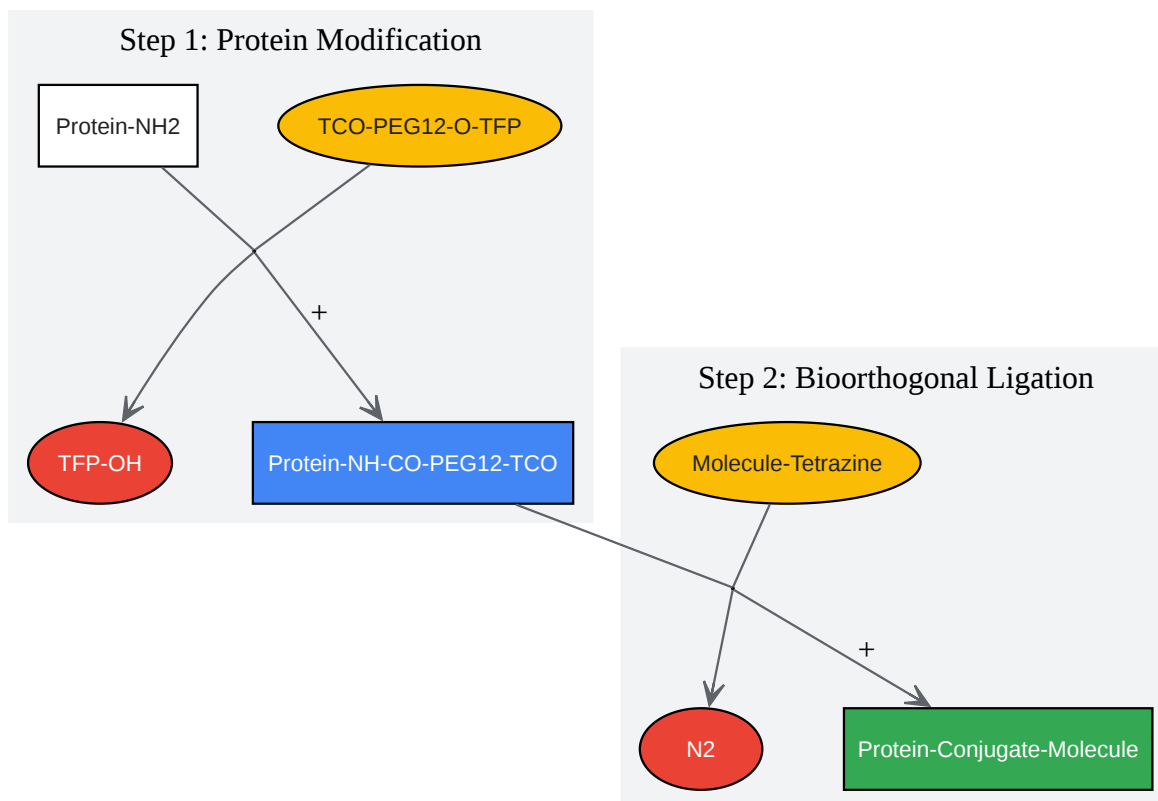 Step 1: Protein Modification
Protein-NH2
TCO-PEG12-O-TFP
+
TFP-OH
Protein-NH-CO-PEG12-TCO
Step 2: Bioorthogonal Ligation
Molecule-Tetrazine
+
N2
Protein-Conjugate-Molecule